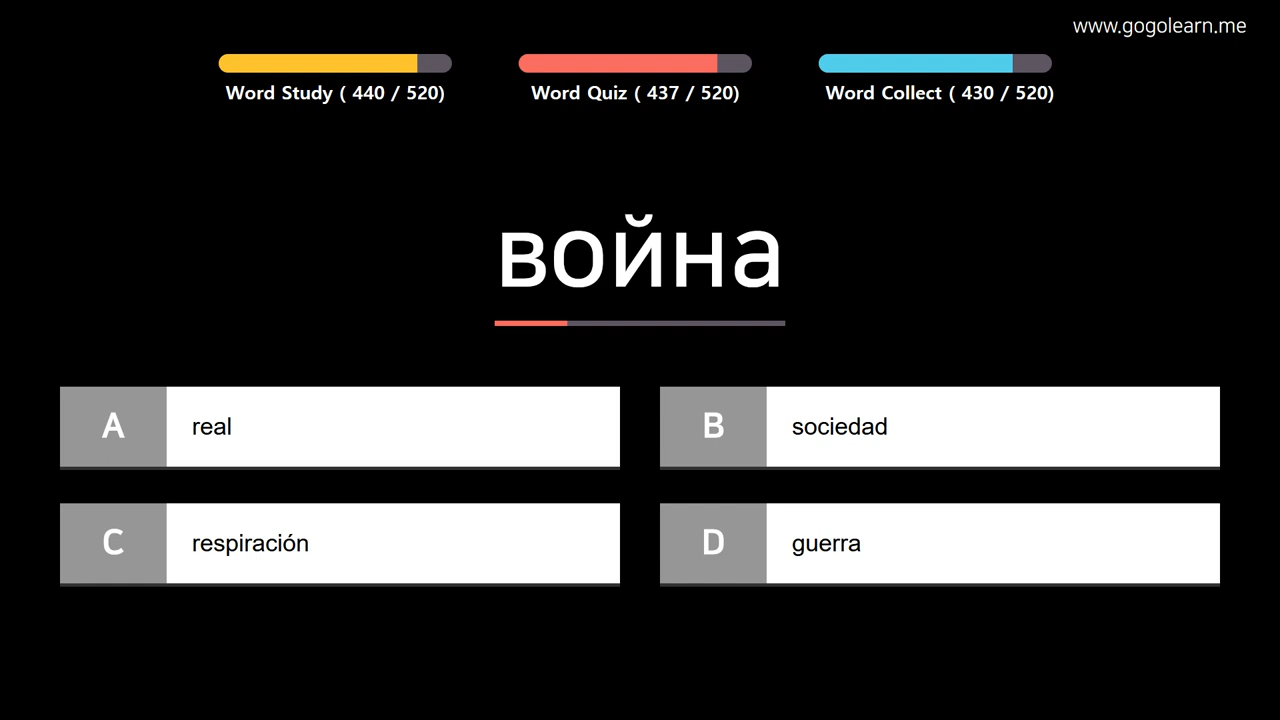 www.gogolearn.me
Word Study ( 440 / 520)
Word Quiz ( 437 / 520)
Word Collect ( 430 / 520)
война
A real
B sociedad
C respiración
D guerra